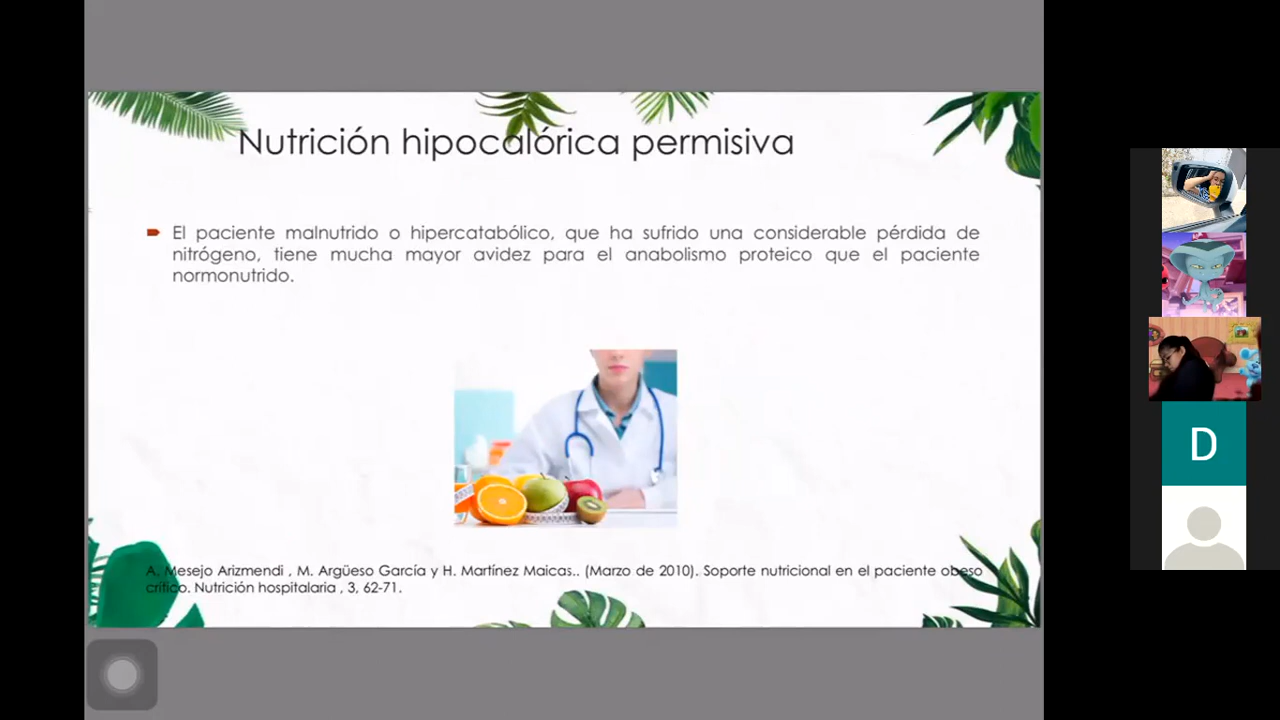 Nutrición hipocalórica permisiva
El paciente malnutrido o hipercatabólico, que ha sufrido una considerable pérdida de
nitrógeno, tiene mucha mayor avidez para el anabolismo proteico que el paciente
normonutrido.
A. Mesejo Arizmendi , M. Argüeso García y H. Martínez Maicas.. (Marzo de 2010). Soporte nutricional en el paciente obeso
crítico. Nutrición hospitalaria , 3, 62-71.
D